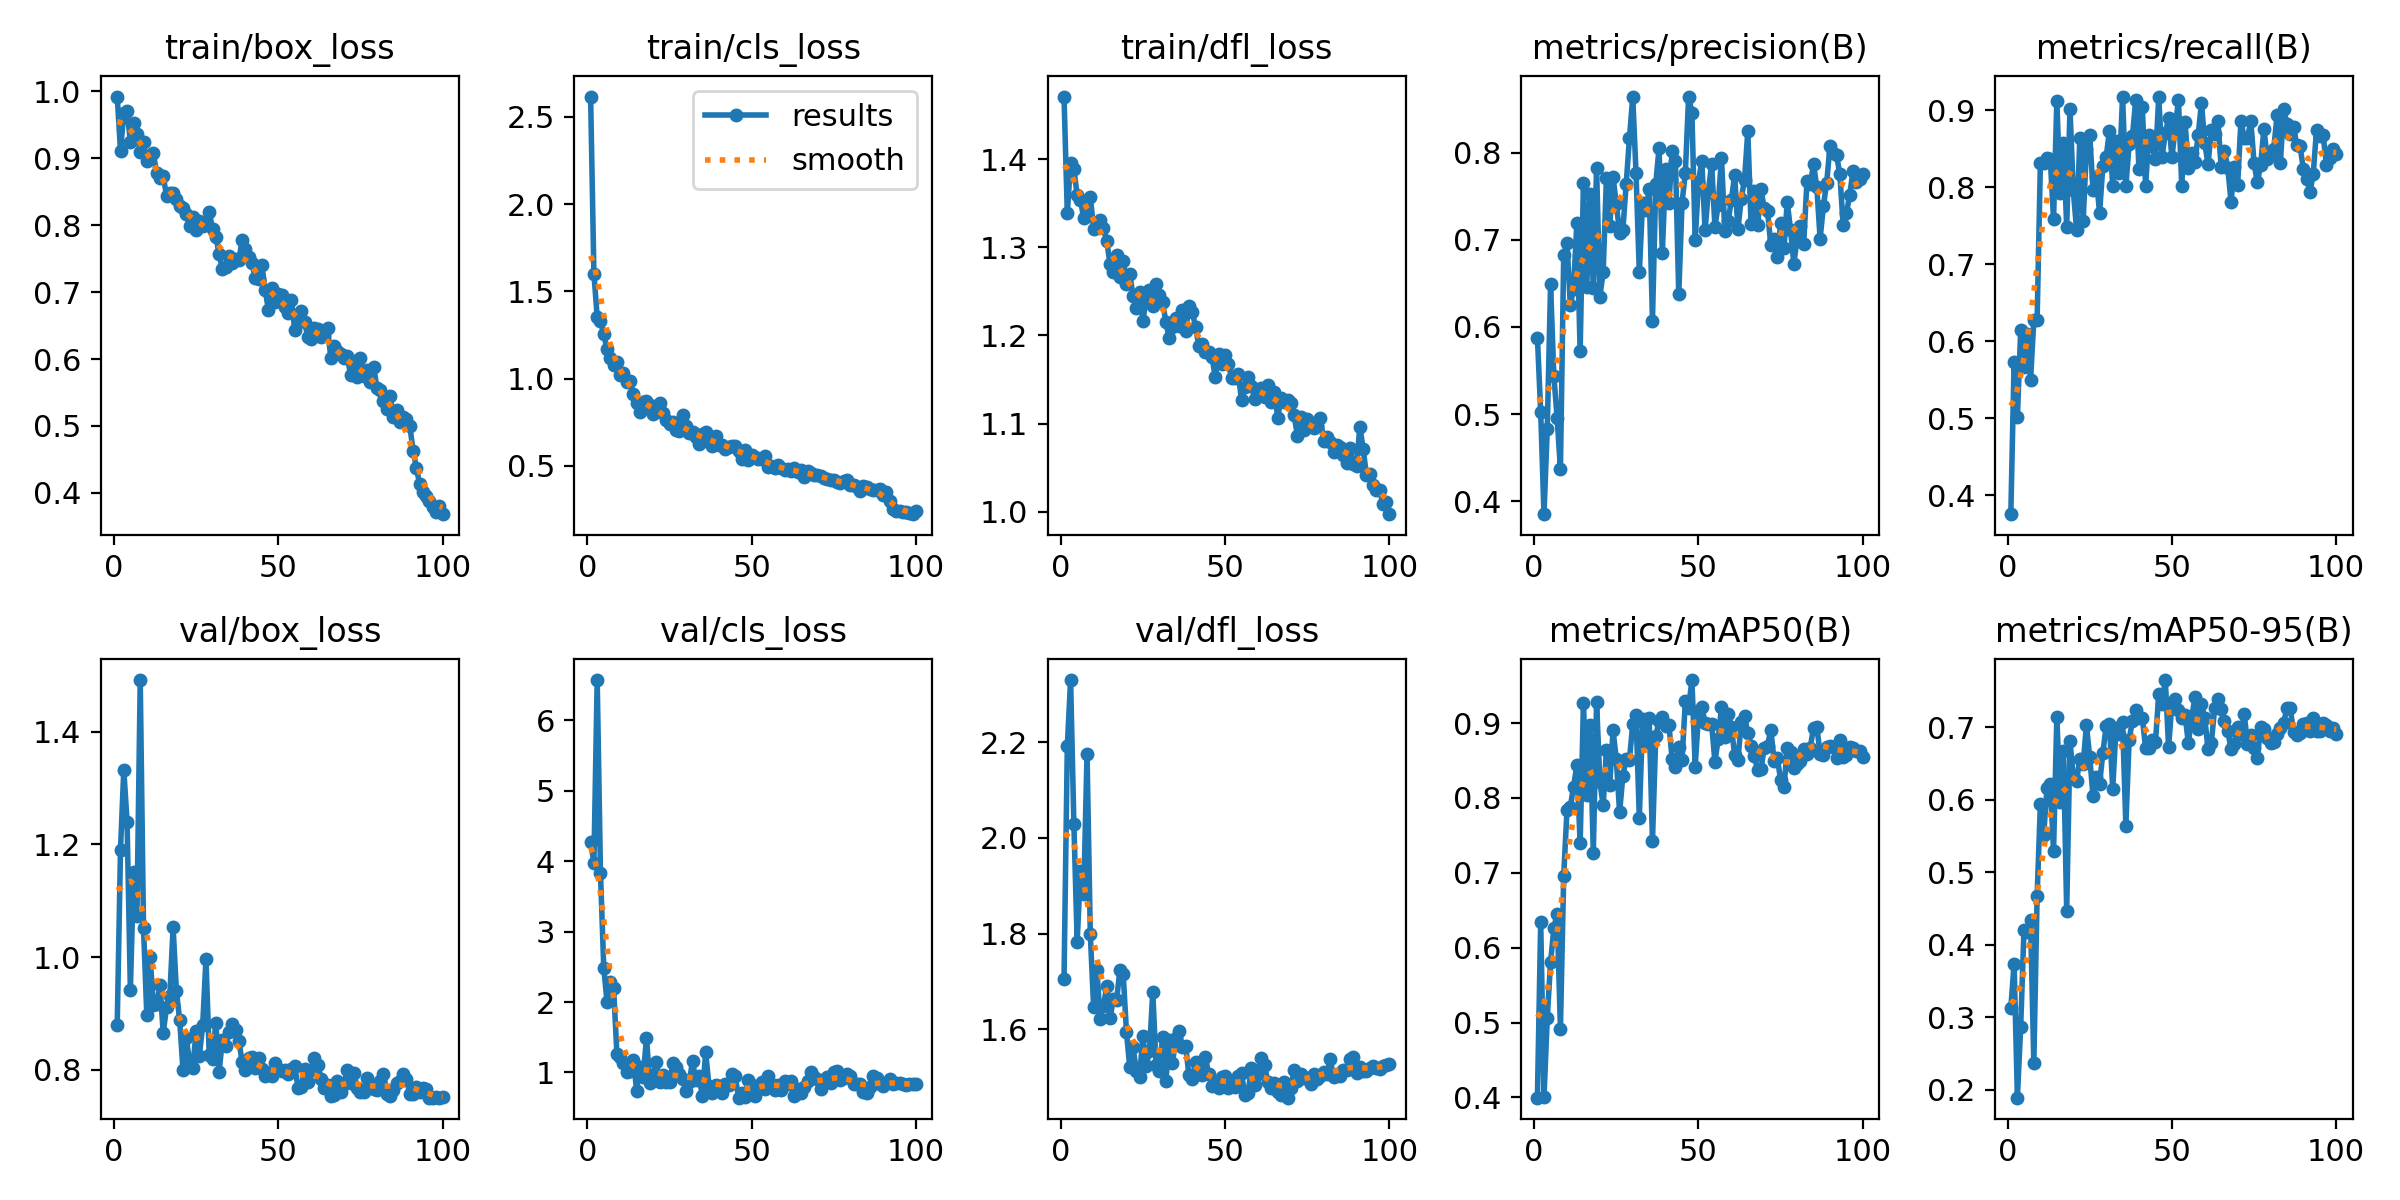 train/box_loss
1.0
0.9
0.8
0.7
0.6
0.5
0.4
0 50 100
train/cls_loss
results
smooth
2.5
2.0
1.5
1.0
0.5
0 50 100
train/dfl_loss
1.4
1.3
1.2
1.1
1.0
0 50 100
metrics/precision(B)
0.8
0.7
0.6
0.5
0.4
0 50 100
metrics/recall(B)
0.9
0.8
0.7
0.6
0.5
0.4
0 50 100
val/box_loss
1.4
1.2
1.0
0.8
0 50 100
val/cls_loss
6
5
4
3
2
1
0 50 100
val/dfl_loss
2.2
2.0
1.8
1.6
0 50 100
metrics/mAP50(B)
0.9
0.8
0.7
0.6
0.5
0.4
0 50 100
metrics/mAP50-95(B)
0.7
0.6
0.5
0.4
0.3
0.2
0 50 100